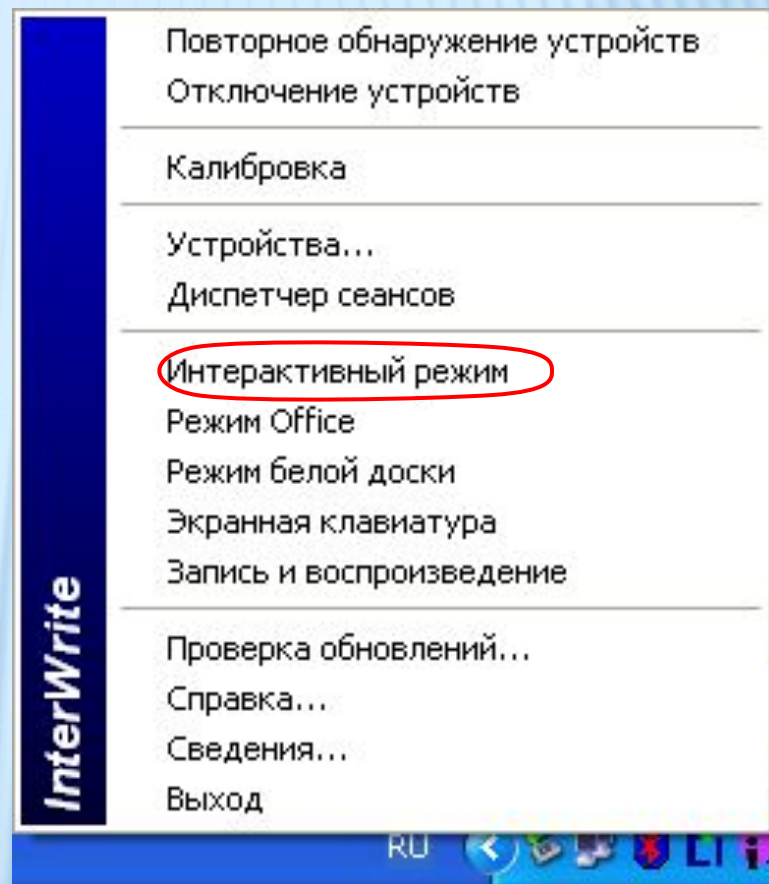 Повторное обнаружение устройств
Отключение устройств
Калибровка
Устройства...
Диспетчер сеансов
Интерактивный режим
Режим Office
Режим белой доски
Экранная клавиатура
Запись и воспроизведение
Проверка обновлений...
Справка...
Сведения...
Выход
InterWrite
RU